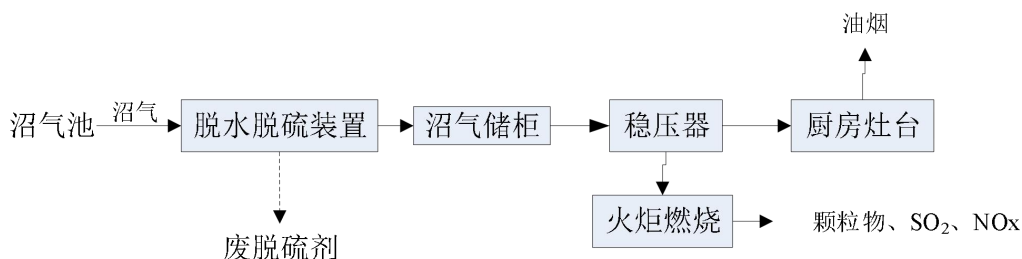 油烟
沼气池
沼气
脱水脱硫装置
沼气储柜
稳压器
厨房灶台
火炬燃烧
颗粒物、SO₂、NOx
废脱硫剂